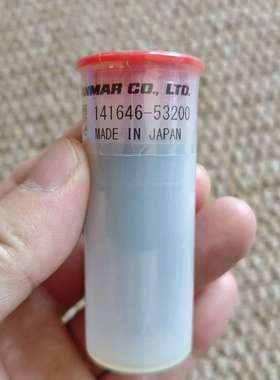 NMAR CO., LTD.
141646-53200
MADE IN JAPAN